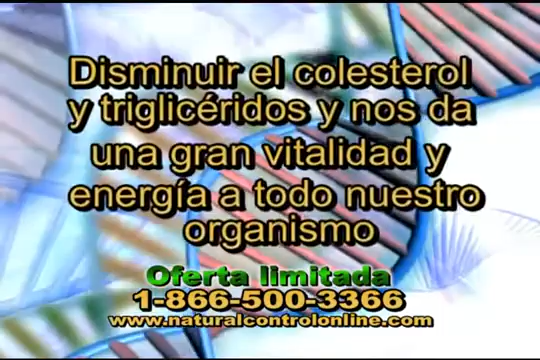 Disminuir el colesterol
y triglicéridos y nos da
una gran vitalidad y
energía a todo nuestro
organismo
Oferta limitada
1-866-500-3366
www.naturalcontrolonline.com